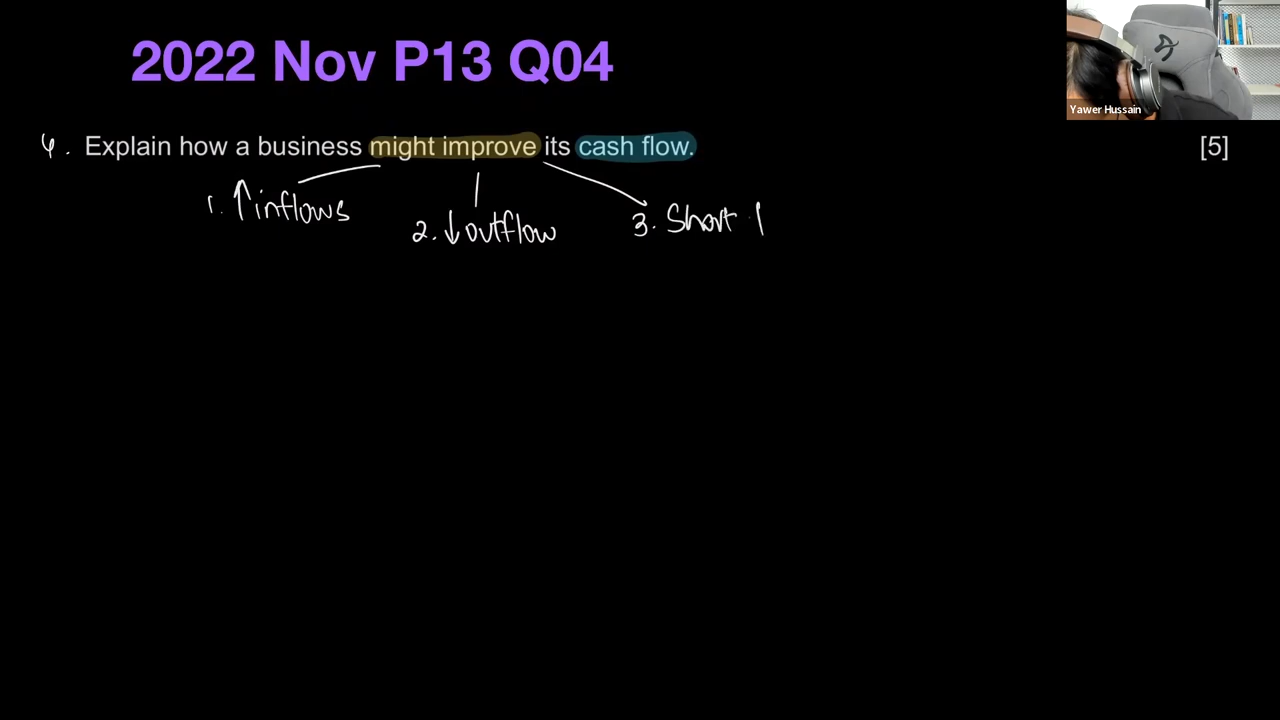 2022 Nov P13 Q04
Yawer Hussain
4. Explain how a business might improve its cash flow. [5]
1. ↑ inflows
2. ↓ outflow
3. Short